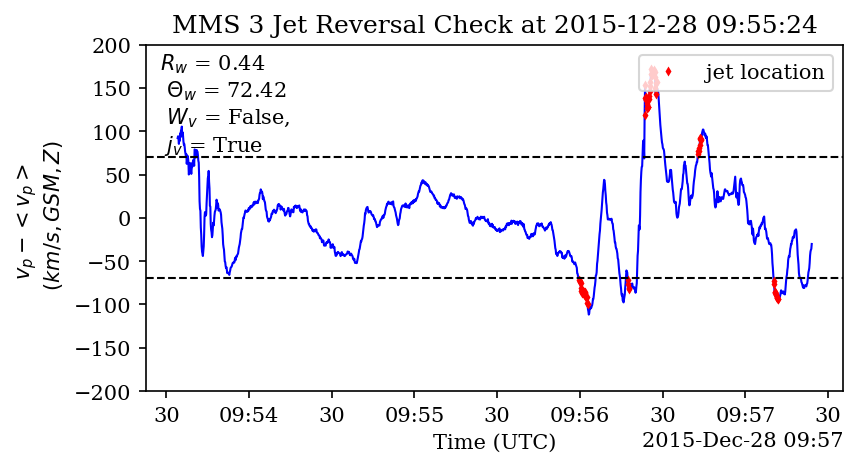 MMS 3 Jet Reversal Check at 2015-12-28 09:55:24
R_w = 0.44
Θ_w = 72.42
W_v = False,
j_v = True
jet location
v_p − < v_p >
(km/s, GSM, Z)
200
150
100
50
0
−50
−100
−150
−200
30 09:54 30 09:55 30 09:56 30 09:57 30
Time (UTC) 2015-Dec-28 09:57